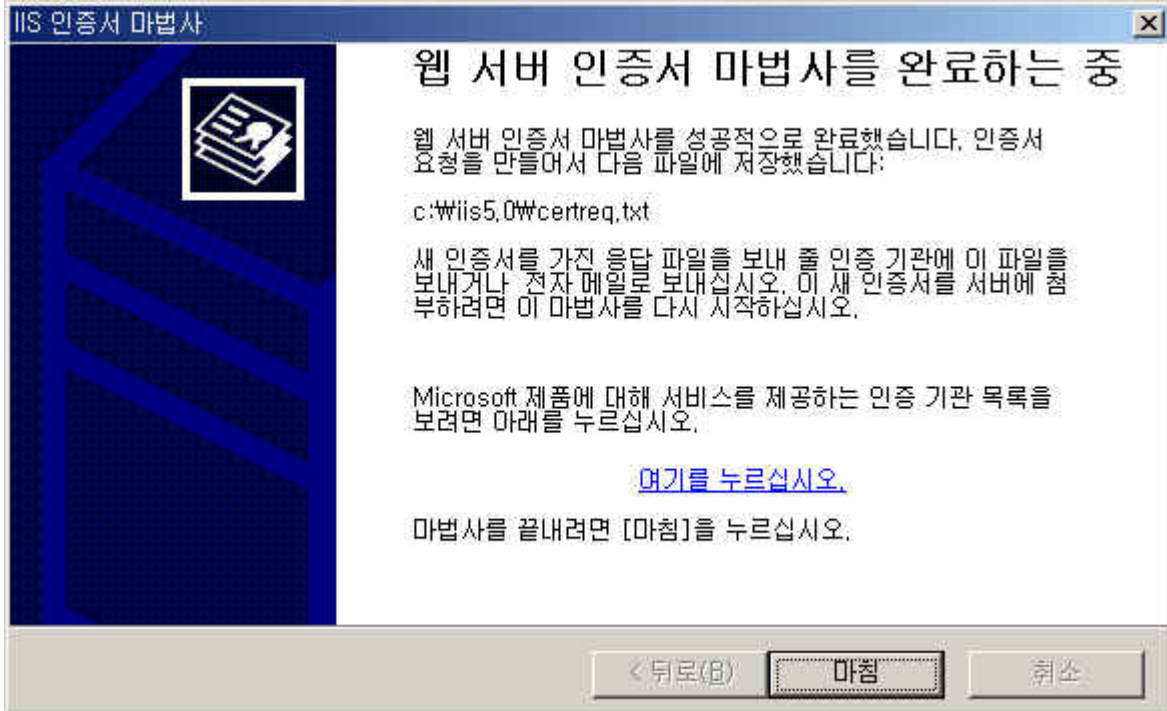 IIS 인증서 마법사
웹 서버 인증서 마법사를 완료하는 중
웹 서버 인증서 마법사를 성공적으로 완료했습니다. 인증서
요청을 만들어서 다음 파일에 저장했습니다:
c:₩iis5.0₩certreq.txt
새 인증서를 가진 응답 파일을 보내 줄 인증 기관에 이 파일을
보내거나 전자 메일로 보내십시오. 이 새 인증서를 서버에 첨
부하려면 이 마법사를 다시 시작하십시오.
Microsoft 제품에 대해 서비스를 제공하는 인증 기관 목록을
보려면 아래를 누르십시오.
여기를 누르십시오.
마법사를 끝내려면 [마침]을 누르십시오.
< 뒤로(B) 마침 취소